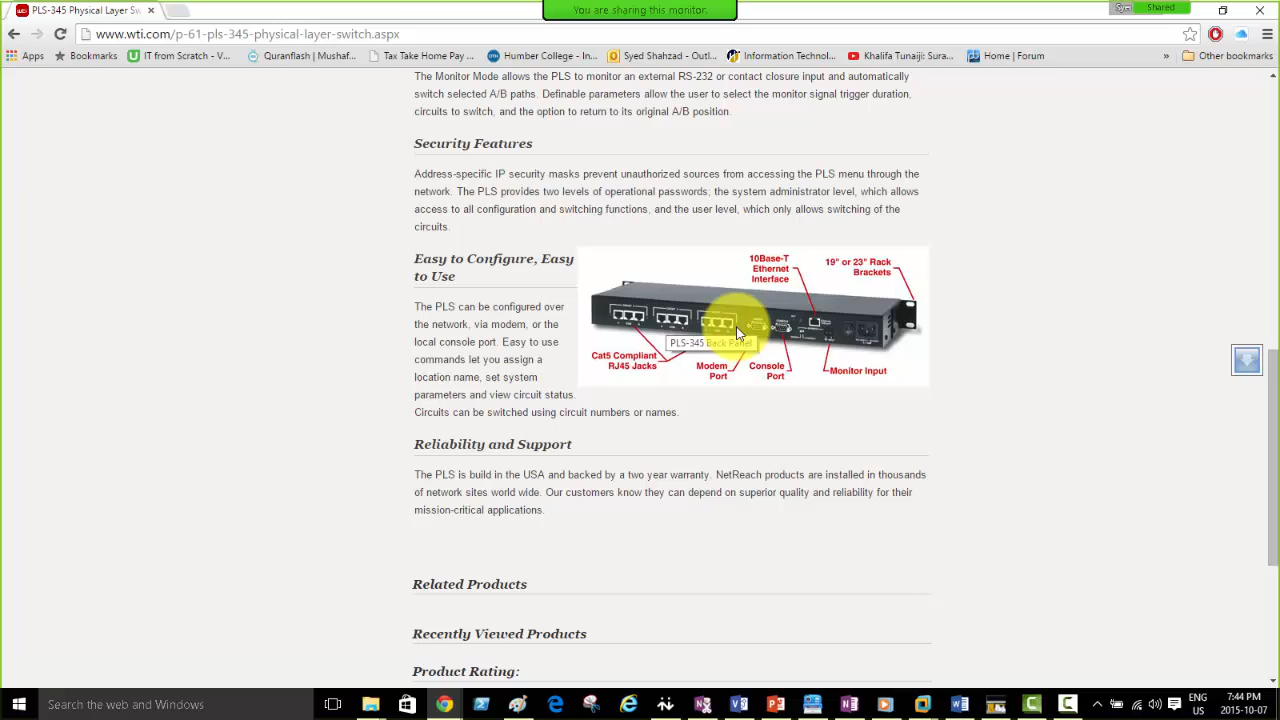 PLS-345 Physical Layer Sw
You are sharing this monitor.
Sye
Shared
www.wti.com/p-61-pls-345-physical-layer-switch.aspx
Apps
Bookmarks
IT from Scratch - V...
Quranflash | Mushaf...
Tax Take Home Pay ...
Humber College - In...
Syed Shahzad - Outl...
Information Technol...
Khalifa Tunaiji: Sura...
Home | Forum
»
Other bookmarks
The Monitor Mode allows the PLS to monitor an external RS-232 or contact closure input and automatically
switch selected A/B paths. Definable parameters allow the user to select the monitor signal trigger duration,
circuits to switch, and the option to return to its original A/B position.
Security Features
Address-specific IP security masks prevent unauthorized sources from accessing the PLS menu through the
network. The PLS provides two levels of operational passwords; the system administrator level, which allows
access to all configuration and switching functions, and the user level, which only allows switching of the
circuits.
Easy to Configure, Easy
to Use
The PLS can be configured over
the network, via modem, or the
local console port. Easy to use
commands let you assign a
location name, set system
parameters and view circuit status.
Circuits can be switched using circuit numbers or names.
10Base-T
Ethernet
Interface
19" or 23" Rack
Brackets
PLS-345 Back Panel
Cat5 Compliant
RJ45 Jacks
Modem
Port
Console
Port
Monitor Input
Reliability and Support
The PLS is build in the USA and backed by a two year warranty. NetReach products are installed in thousands
of network sites world wide. Our customers know they can depend on superior quality and reliability for their
mission-critical applications.
Related Products
Recently Viewed Products
Product Rating:
Search the web and Windows
ENG
US
7:44 PM
2015-10-07